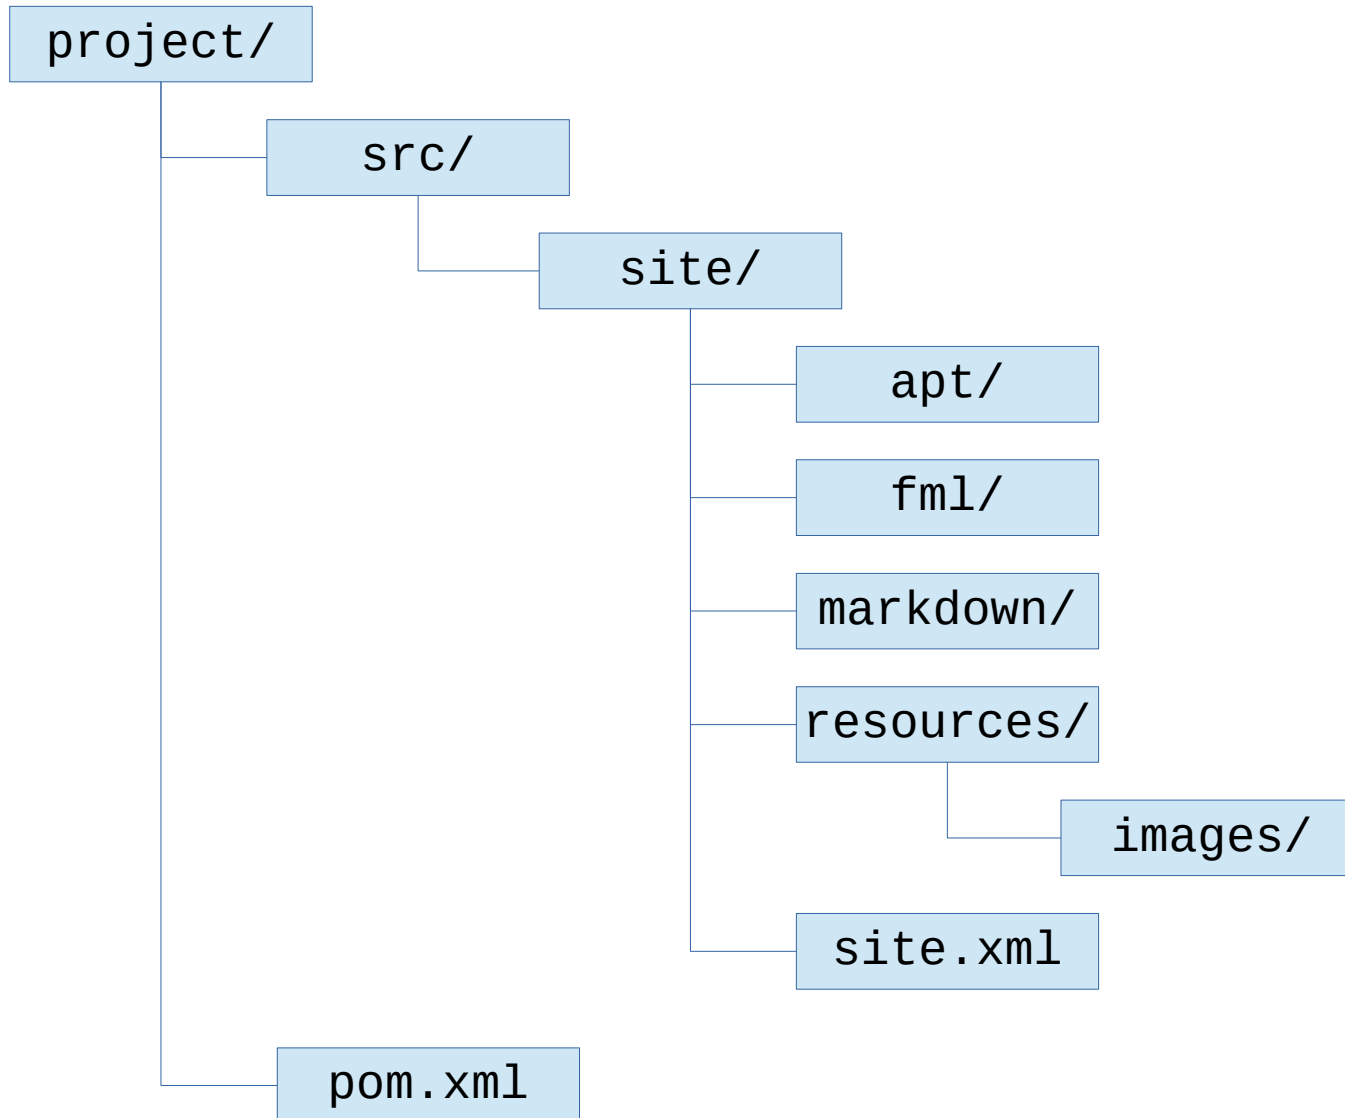 project/
src/
site/
apt/
fml/
markdown/
resources/
images/
site.xml
pom.xml